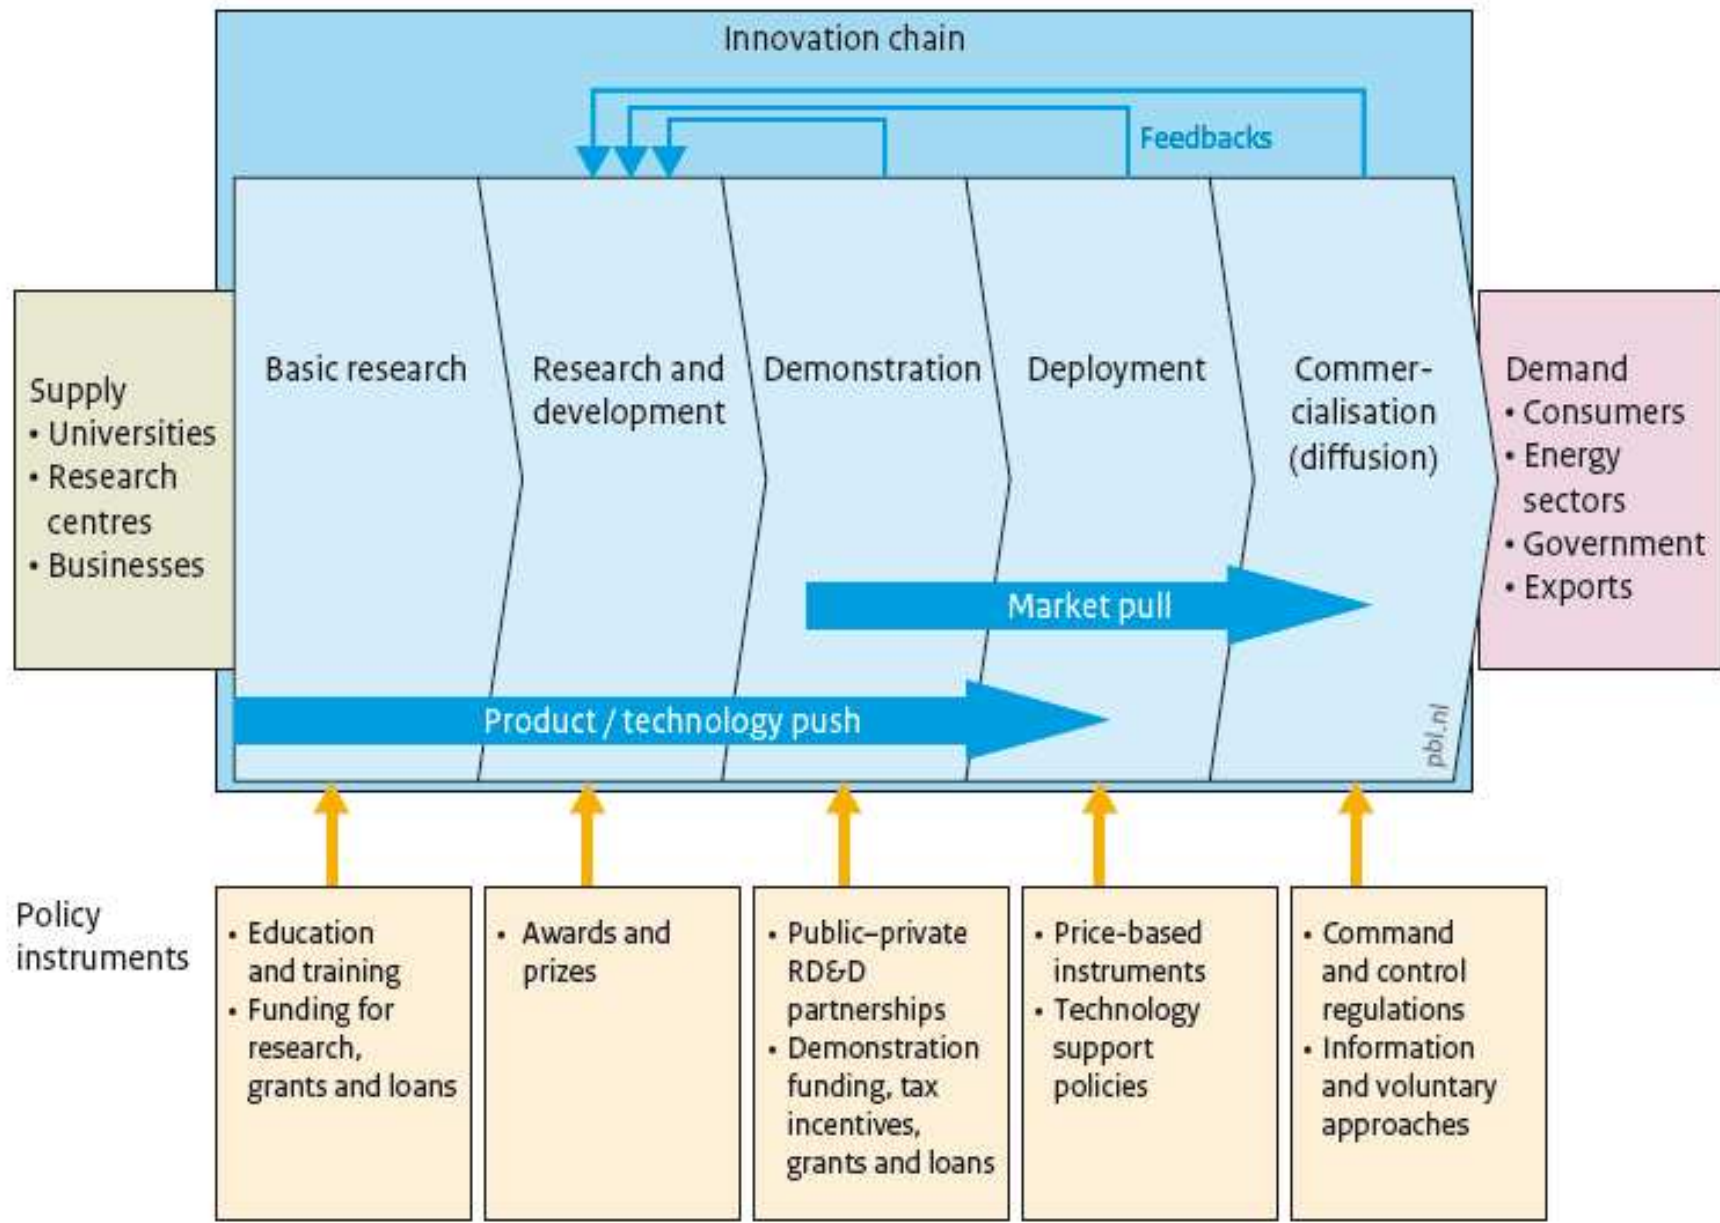 Innovation chain
Feedbacks
Supply
• Universities
• Research
centres
• Businesses
Basic research
Research and
development
Demonstration
Deployment
Commer-
cialisation
(diffusion)
Demand
• Consumers
• Energy
sectors
• Government
• Exports
Market pull
Product / technology push
pbl.nl
Policy
instruments
• Education
and training
• Funding for
research,
grants and loans
• Awards and
prizes
• Public–private
RD&D
partnerships
• Demonstration
funding, tax
incentives,
grants and loans
• Price-based
instruments
• Technology
support
policies
• Command
and control
regulations
• Information
and voluntary
approaches